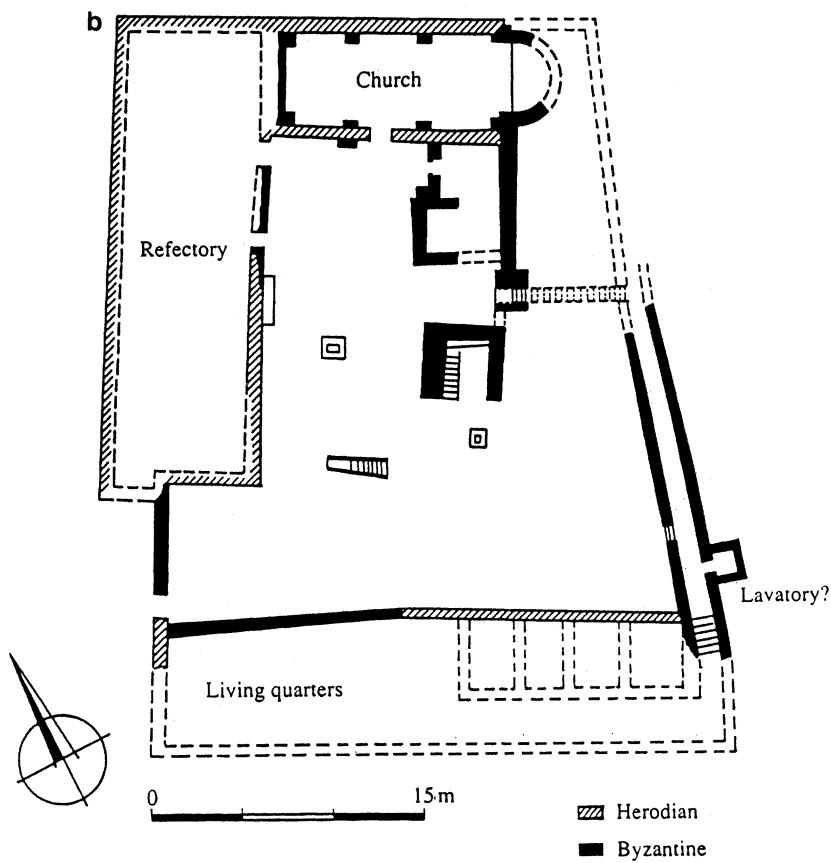 b
Church
Refectory
Lavatory?
Living quarters
0 15 m
Herodian
Byzantine